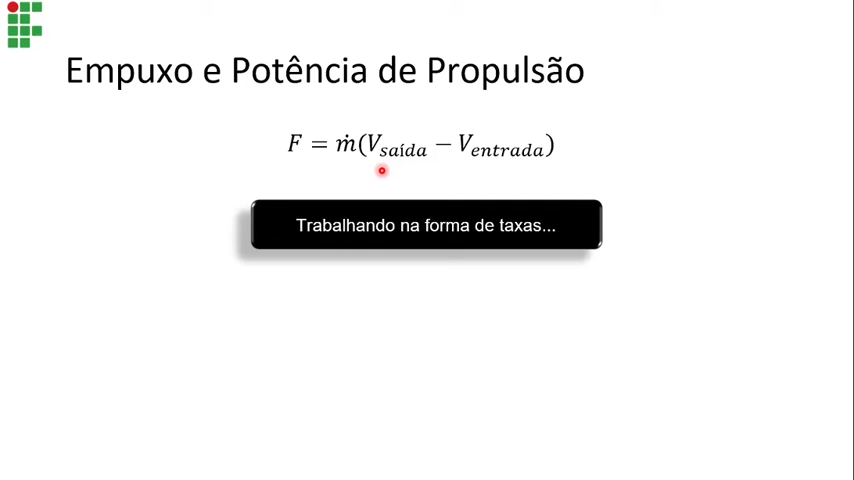 Empuxo e Potência de Propulsão
F = ṁ(V_saída − V_entrada)
Trabalhando na forma de taxas...